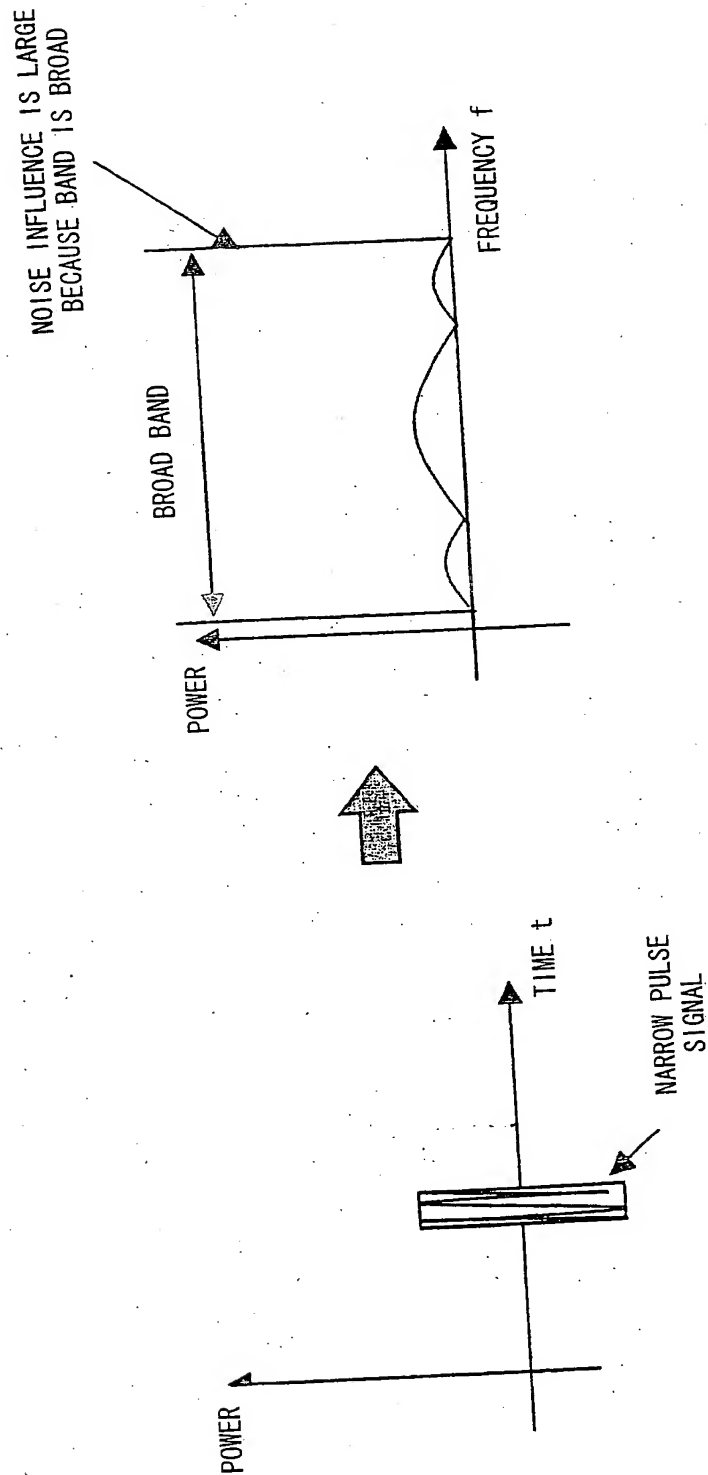 POWER
TIME t
NARROW PULSE
SIGNAL
POWER
BROAD BAND
FREQUENCY f
NOISE INFLUENCE IS LARGE
BECAUSE BAND IS BROAD